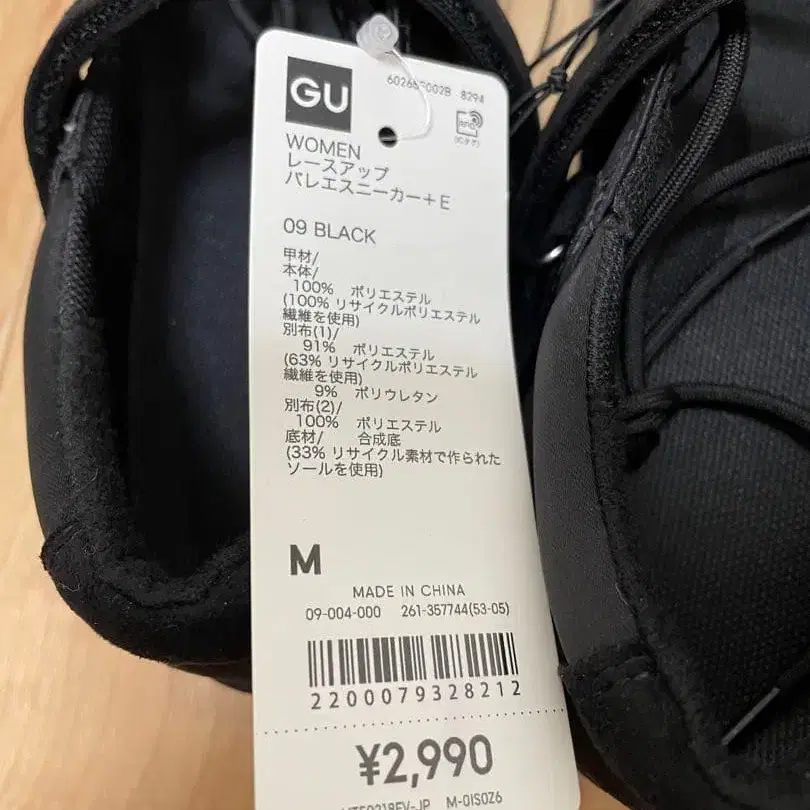 GU
8294
(ICタグ)
WOMEN
レースアップ
バレエスニーカー+E
09 BLACK
甲材/
本体/
100% ポリエステル
(100% リサイクルポリエステル
繊維を使用)
別布(1)/
91% ポリエステル
(63% リサイクルポリエステル
繊維を使用)
9% ポリウレタン
別布(2)/
100% ポリエステル
底材/ 合成底
(33% リサイクル素材で作られた
ソールを使用)
M
MADE IN CHINA
09-004-000 261-357744(53-05)
2200079328212
¥2,990